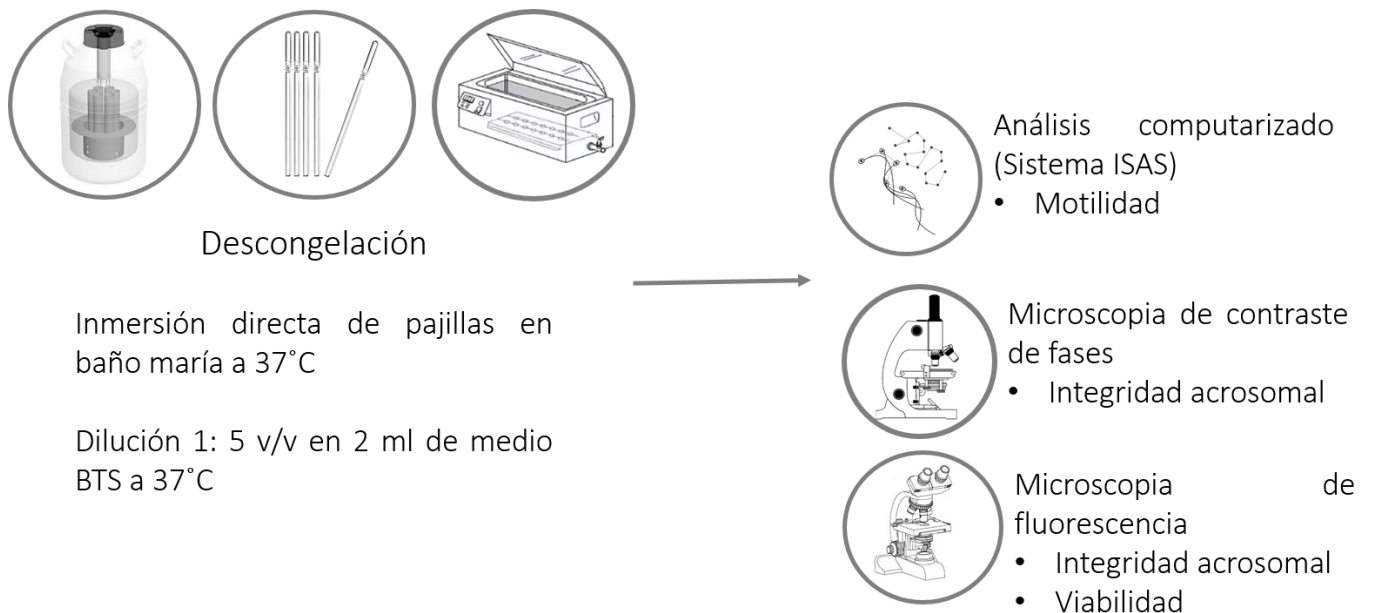 Descongelación
Inmersión directa de pajillas en
baño maría a 37˚C
Dilución 1: 5 v/v en 2 ml de medio
BTS a 37˚C
Análisis computarizado
(Sistema ISAS)
• Motilidad
Microscopia de contraste
de fases
• Integridad acrosomal
Microscopia de
fluorescencia
• Integridad acrosomal
• Viabilidad